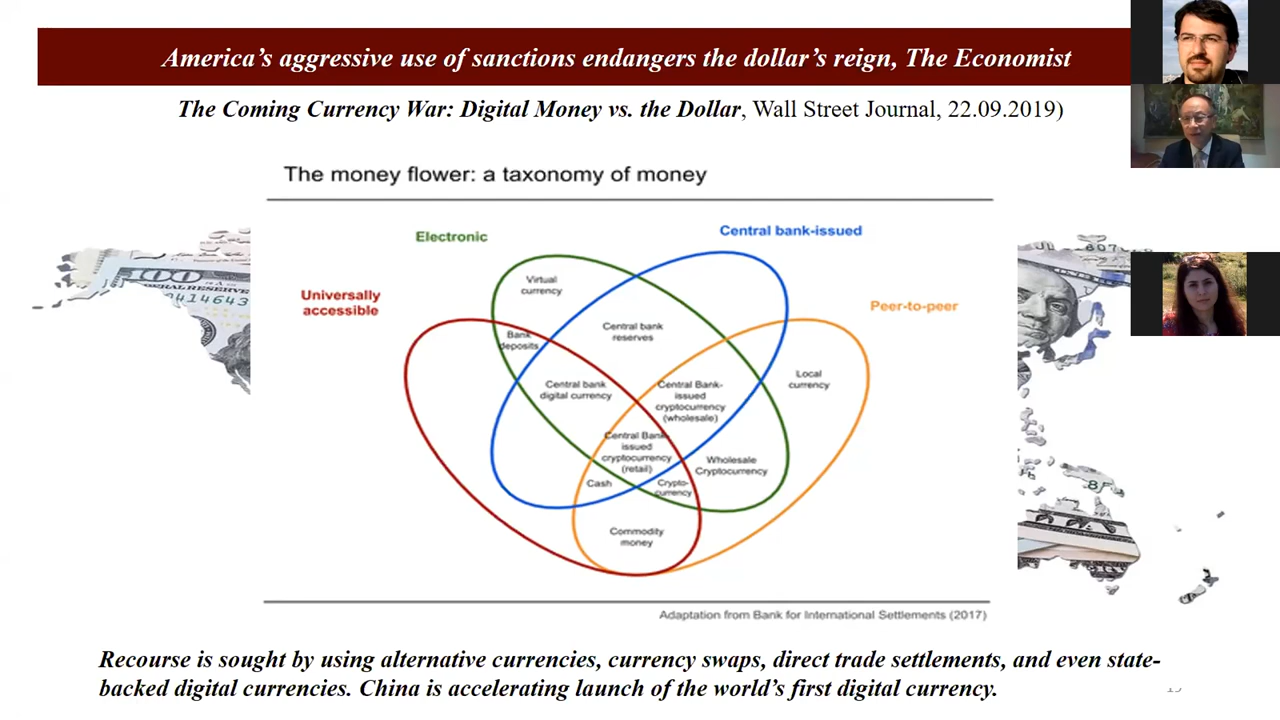 America's aggressive use of sanctions endangers the dollar's reign, The Economist
The Coming Currency War: Digital Money vs. the Dollar, Wall Street Journal, 22.09.2019)
The money flower: a taxonomy of money
Electronic
Central bank-issued
Universally
accessible
Peer-to-peer
Virtual
currency
Bank
deposits
Central bank
reserves
Local
currency
Central bank
digital currency
Central Bank-
issued
cryptocurrency
(wholesale)
Central Bank
issued
cryptocurrency
(retail)
Wholesale
Cryptocurrency
Cash
Crypto-
currency
Commodity
money
Adaptation from Bank for International Settlements (2017)
100
Recourse is sought by using alternative currencies, currency swaps, direct trade settlements, and even state-
backed digital currencies. China is accelerating launch of the world's first digital currency.